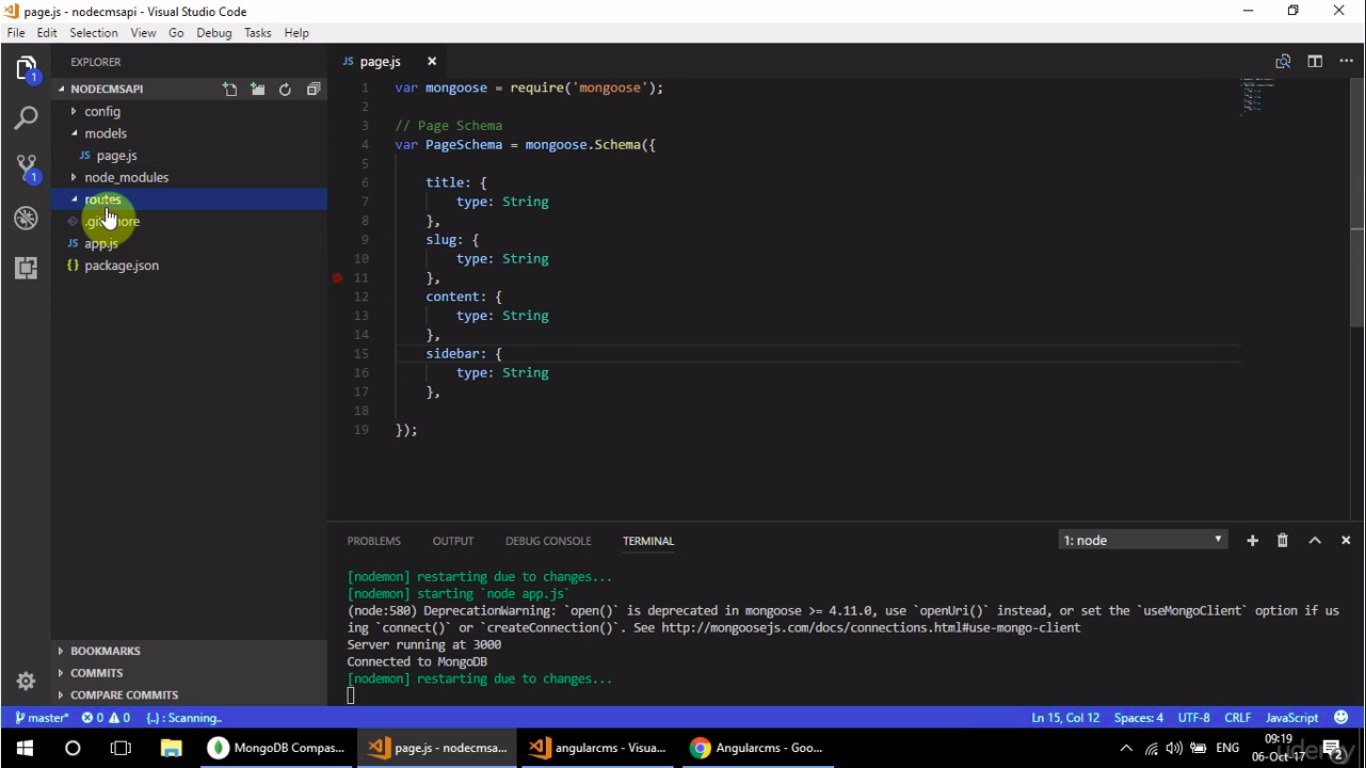 page.js - nodecmsapi - Visual Studio Code
File Edit Selection View Go Debug Tasks Help
EXPLORER
JS page.js
NODECMSAPI
config
models
JS page.js
node_modules
routes
JS app.js
{} package.json
1
1
1 var mongoose = require('mongoose');
2
3 // Page Schema
4 var PageSchema = mongoose.Schema({
5
6 title: {
7 type: String
8 },
9 slug: {
10 type: String
11 },
12 content: {
13 type: String
14 },
15 sidebar: {
16 type: String
17 },
18
19 });
PROBLEMS OUTPUT DEBUG CONSOLE TERMINAL 1: node
[nodemon] restarting due to changes...
[nodemon] starting `node app.js`
(node:580) DeprecationWarning: `open()` is deprecated in mongoose >= 4.11.0, use `openUri()` instead, or set the `useMongoClient` option if us
ing `connect()` or `createConnection()`. See http://mongoosejs.com/docs/connections.html#use-mongo-client
Server running at 3000
Connected to MongoDB
[nodemon] restarting due to changes...
BOOKMARKS
COMMITS
COMPARE COMMITS
master* 0 0 {..} : Scanning.. Ln 15, Col 12 Spaces: 4 UTF-8 CRLF JavaScript
MongoDB Compas... page.js - nodecmsa... angularcms - Visua... Angularcms - Goo... ENG 09:19
06-Oct-17 2
udemy